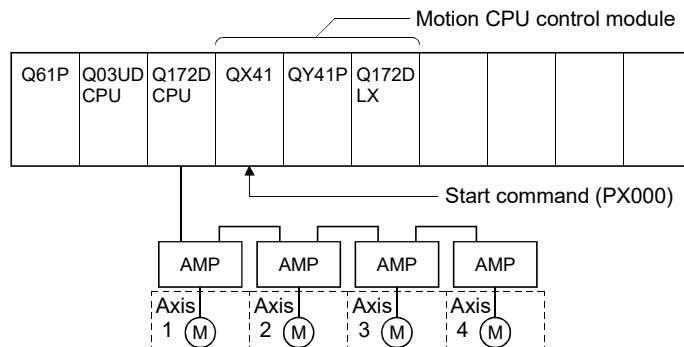 Motion CPU control module
Q61P
Q03UD
CPU
Q172D
CPU
QX41
QY41P
Q172D
LX
Start command (PX000)
AMP
AMP
AMP
AMP
Axis
1
M
Axis
2
M
Axis
3
M
Axis
4
M